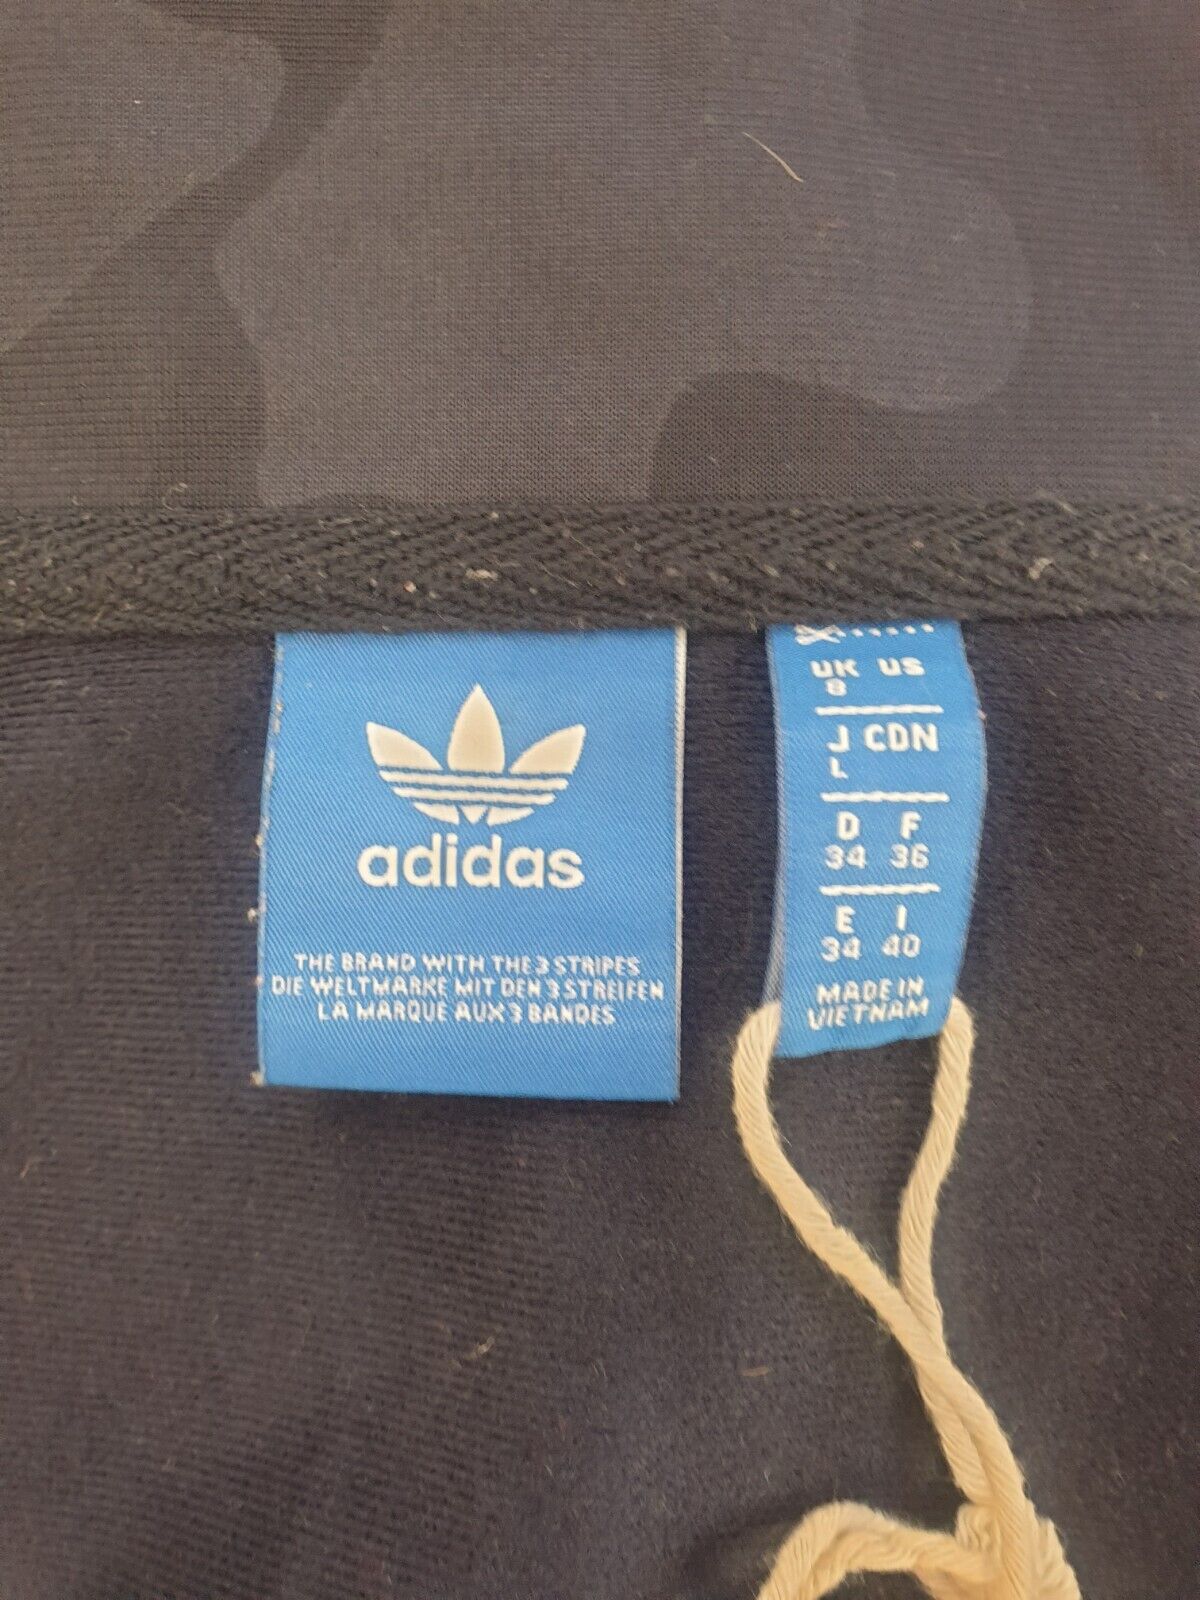 adidas
THE BRAND WITH THE 3 STRIPES
DIE WELTMARKE MIT DEN 3 STREIFEN
LA MARQUE AUX 3 BANDES
UK US
8
J CDN
L
D F
34 36
E I
34 40
MADE IN
VIETNAM